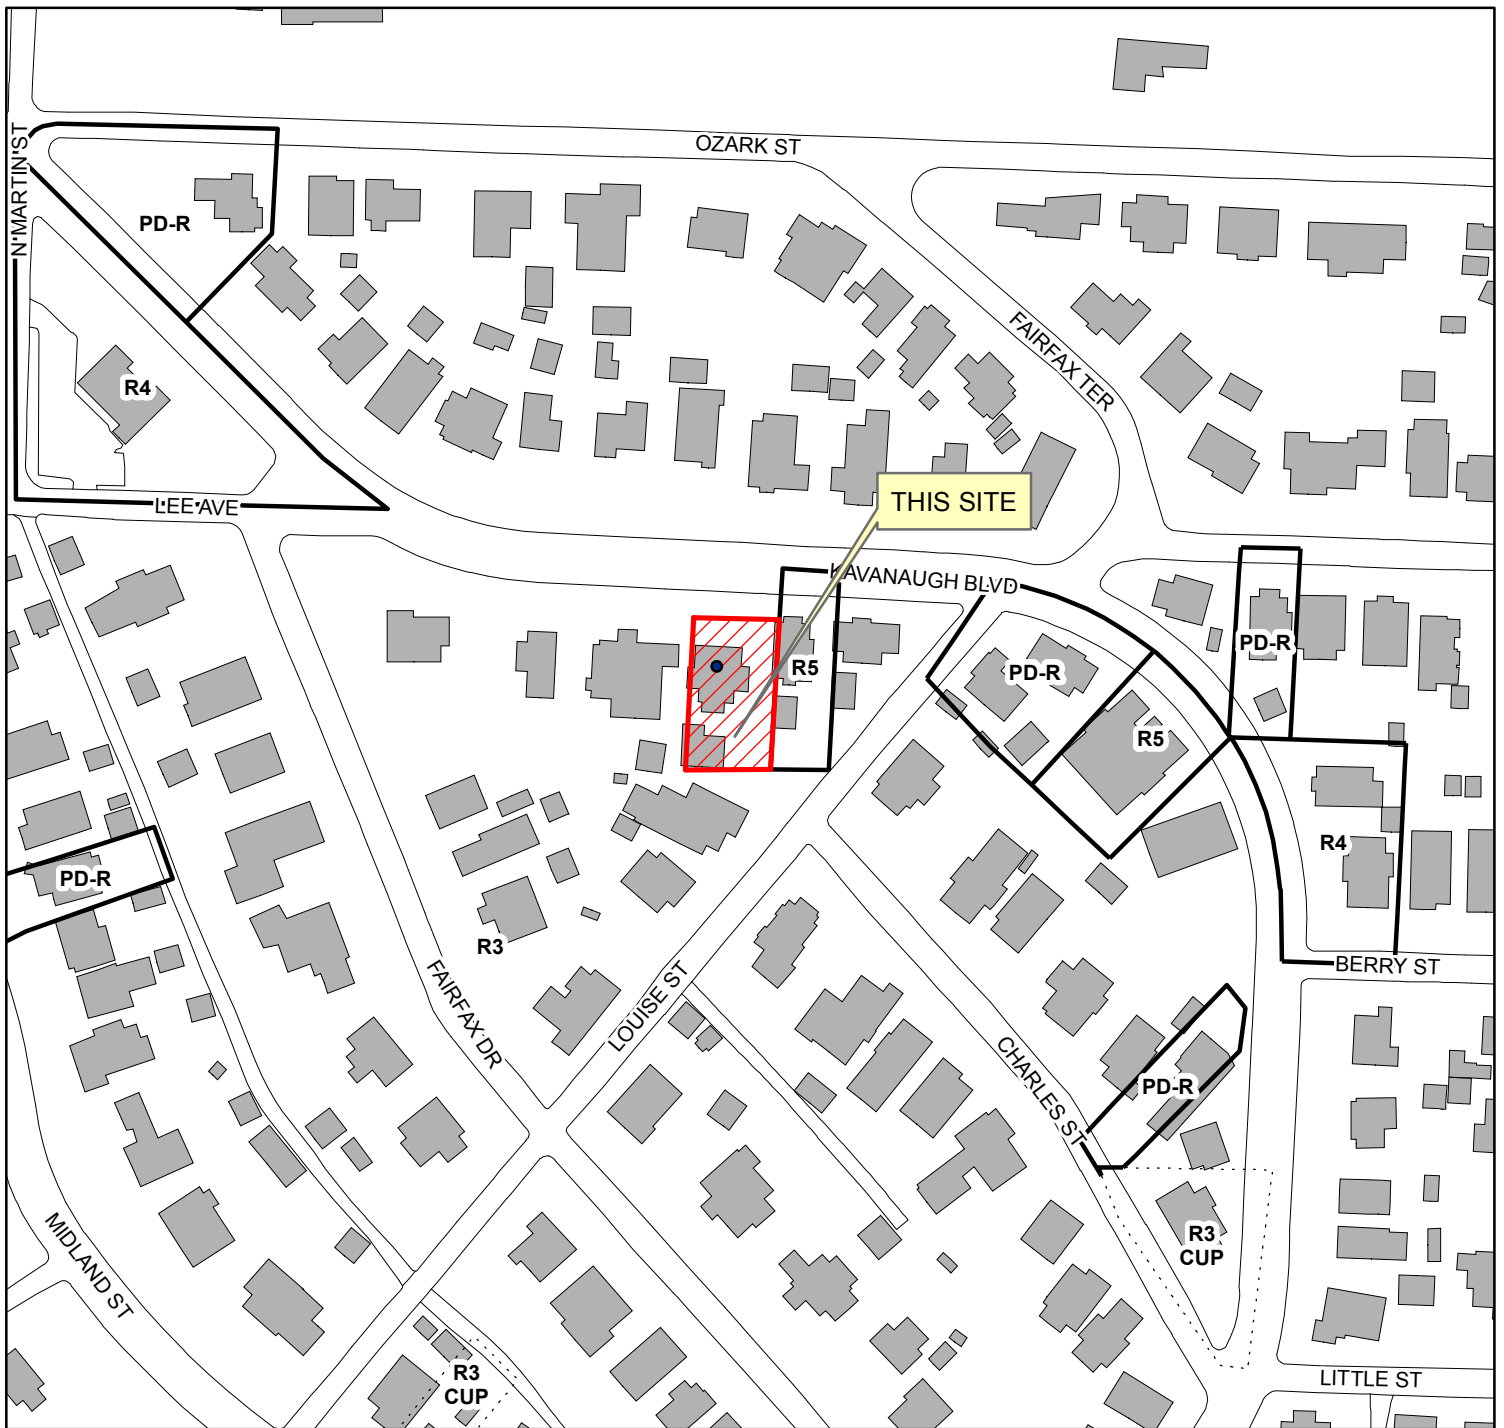 OZARK ST
N MARTIN ST
PD-R
FAIRFAX TER
R4
THIS SITE
LEE AVE
KAVANAUGH BLVD
PD-R
R5
PD-R
R5
R4
PD-R
R3
BERRY ST
FAIRFAX DR
LOUISE ST
CHARLES ST
PD-R
MIDLAND ST
R3
CUP
R3
CUP
LITTLE ST